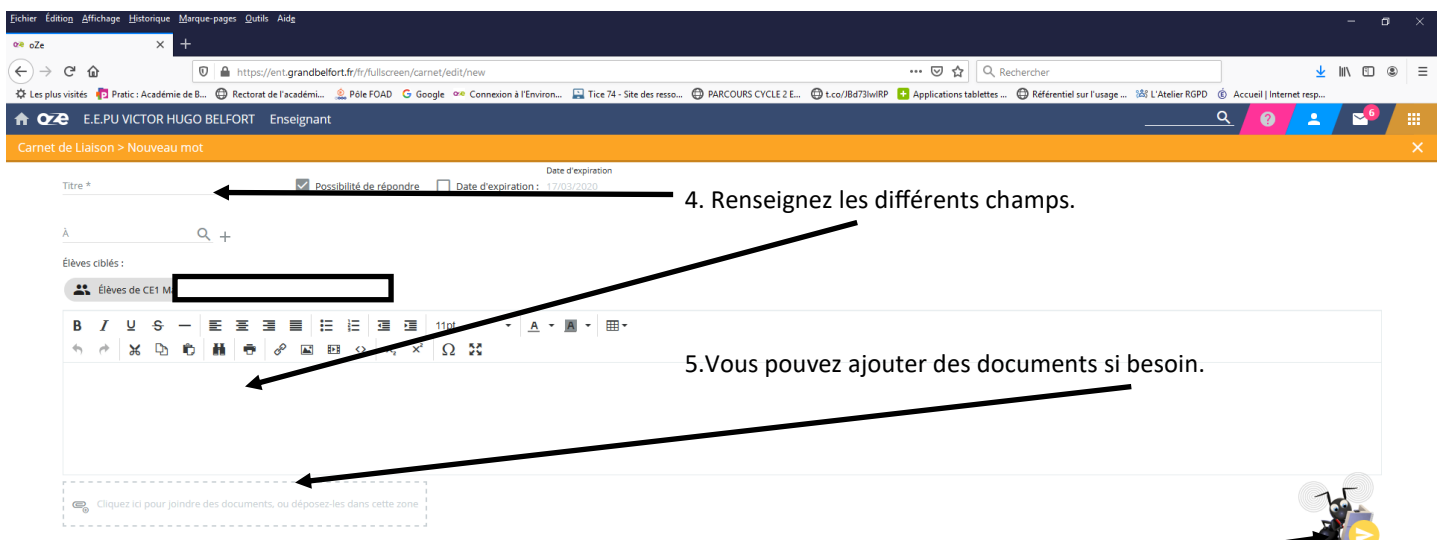 Fichier Édition Affichage Historique Marque-pages Outils Aide
oZe
https://ent.grandbelfort.fr/fr/fullscreen/carnet/edit/new
Rechercher
Les plus visités Pratic : Académie de B... Rectorat de l'académi... Pôle FOAD Google Connexion à l'Environ... Tice 74 - Site des resso... PARCOURS CYCLE 2 E... t.co/JBd73lwlRP Applications tablettes ... Référentiel sur l'usage ... L'Atelier RGPD Accueil | Internet resp...
oZe E.E.PU VICTOR HUGO BELFORT Enseignant
6
Carnet de Liaison > Nouveau mot
Date d'expiration
Titre * Possibilité de répondre Date d'expiration : 17/03/2020
4. Renseignez les différents champs.
À
Élèves ciblés :
Élèves de CE1
B I U S 11pt A A
Ω
5.Vous pouvez ajouter des documents si besoin.
Cliquez ici pour joindre des documents, ou déposez-les dans cette zone